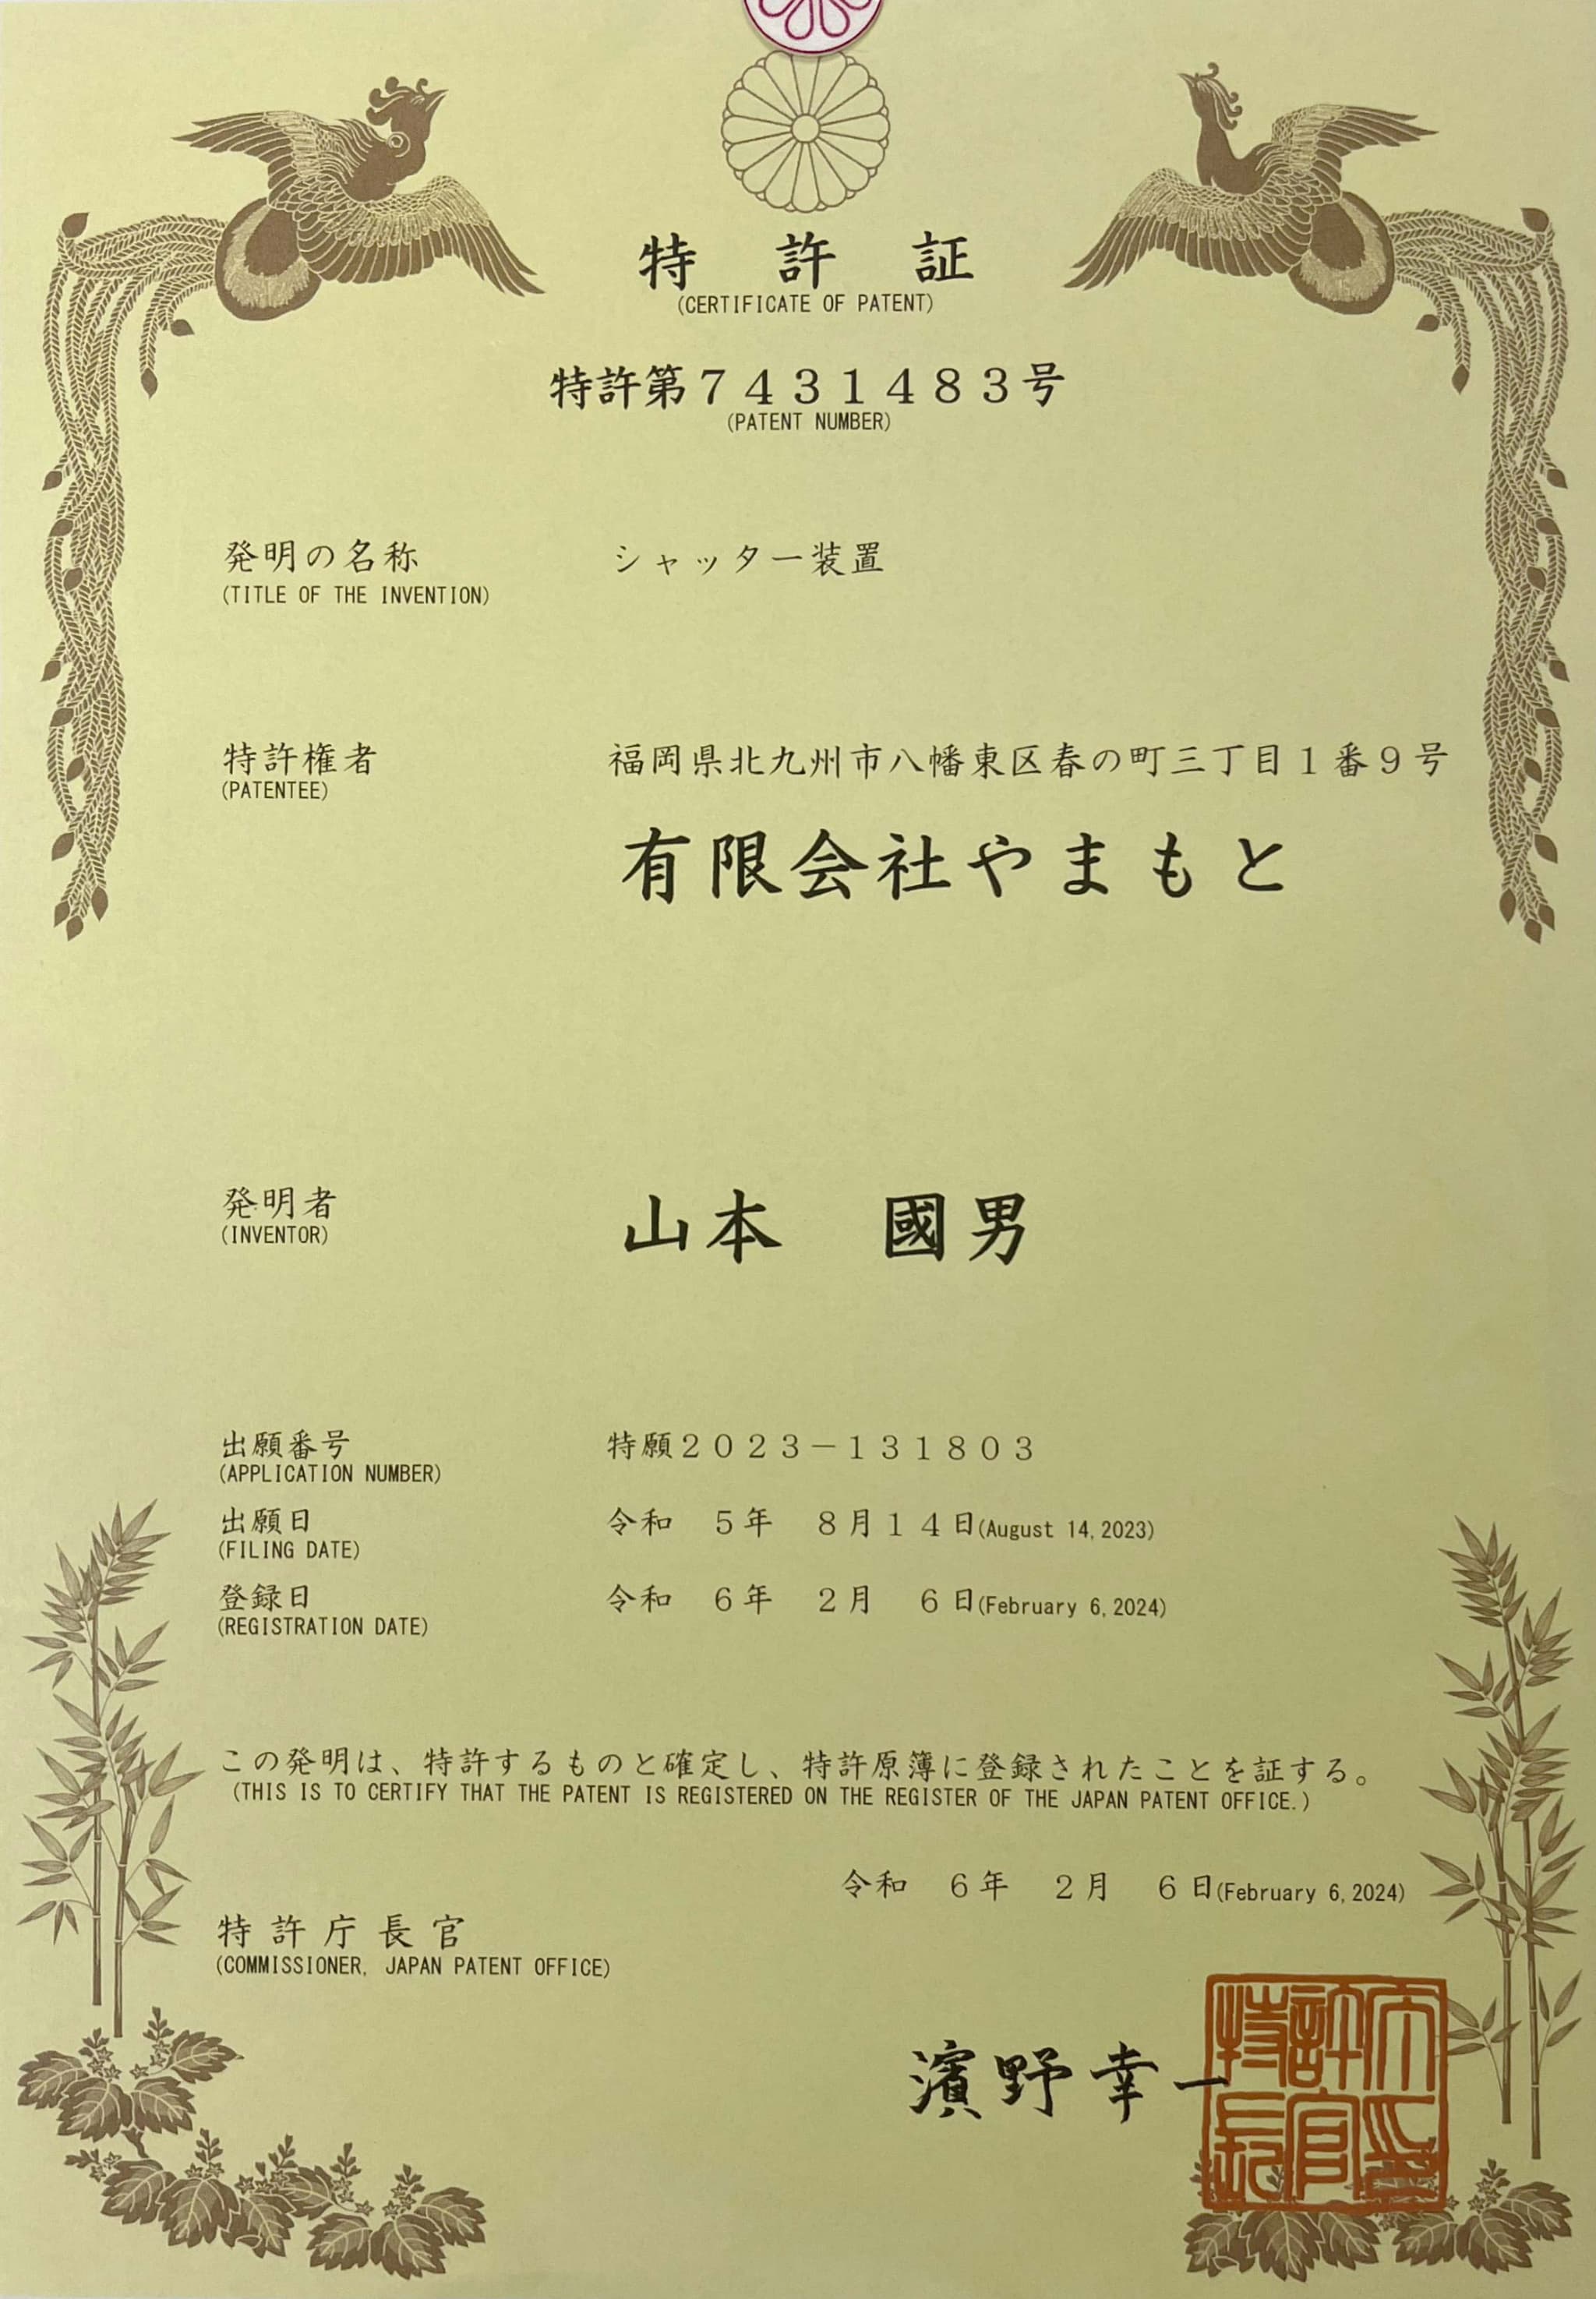 特許証
(CERTIFICATE OF PATENT)
特許第7431483号
(PATENT NUMBER)
発明の名称 シャッター装置
(TITLE OF THE INVENTION)
特許権者 福岡県北九州市八幡東区春の町三丁目1番9号
(PATENTEE)
有限会社やまもと
発明者 山本 國男
(INVENTOR)
出願番号 特願2023-131803
(APPLICATION NUMBER)
出願日 令和 5年 8月14日(August 14,2023)
(FILING DATE)
登録日 令和 6年 2月 6日(February 6,2024)
(REGISTRATION DATE)
この発明は、特許するものと確定し、特許原簿に登録されたことを証する。
(THIS IS TO CERTIFY THAT THE PATENT IS REGISTERED ON THE REGISTER OF THE JAPAN PATENT OFFICE.)
令和 6年 2月 6日(February 6,2024)
特許庁長官
(COMMISSIONER, JAPAN PATENT OFFICE)
濱野幸一